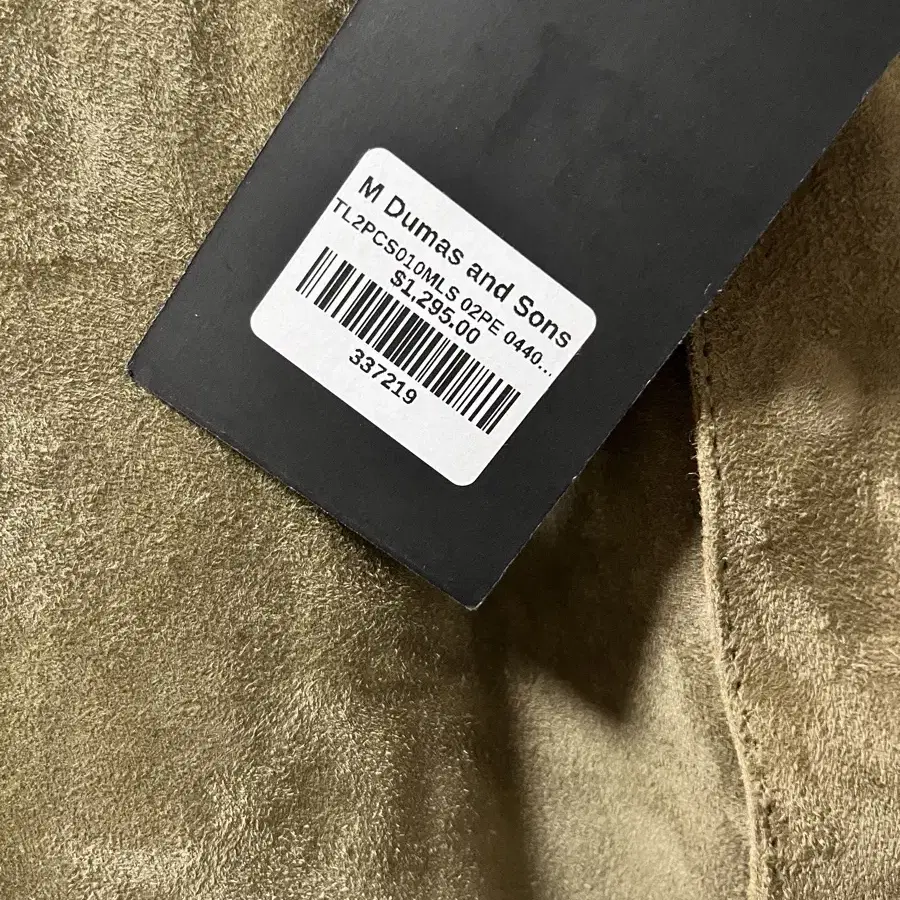 M Dumas and Sons
TL2PCS010MLS 02PE 0440...
$1,295.00
337219